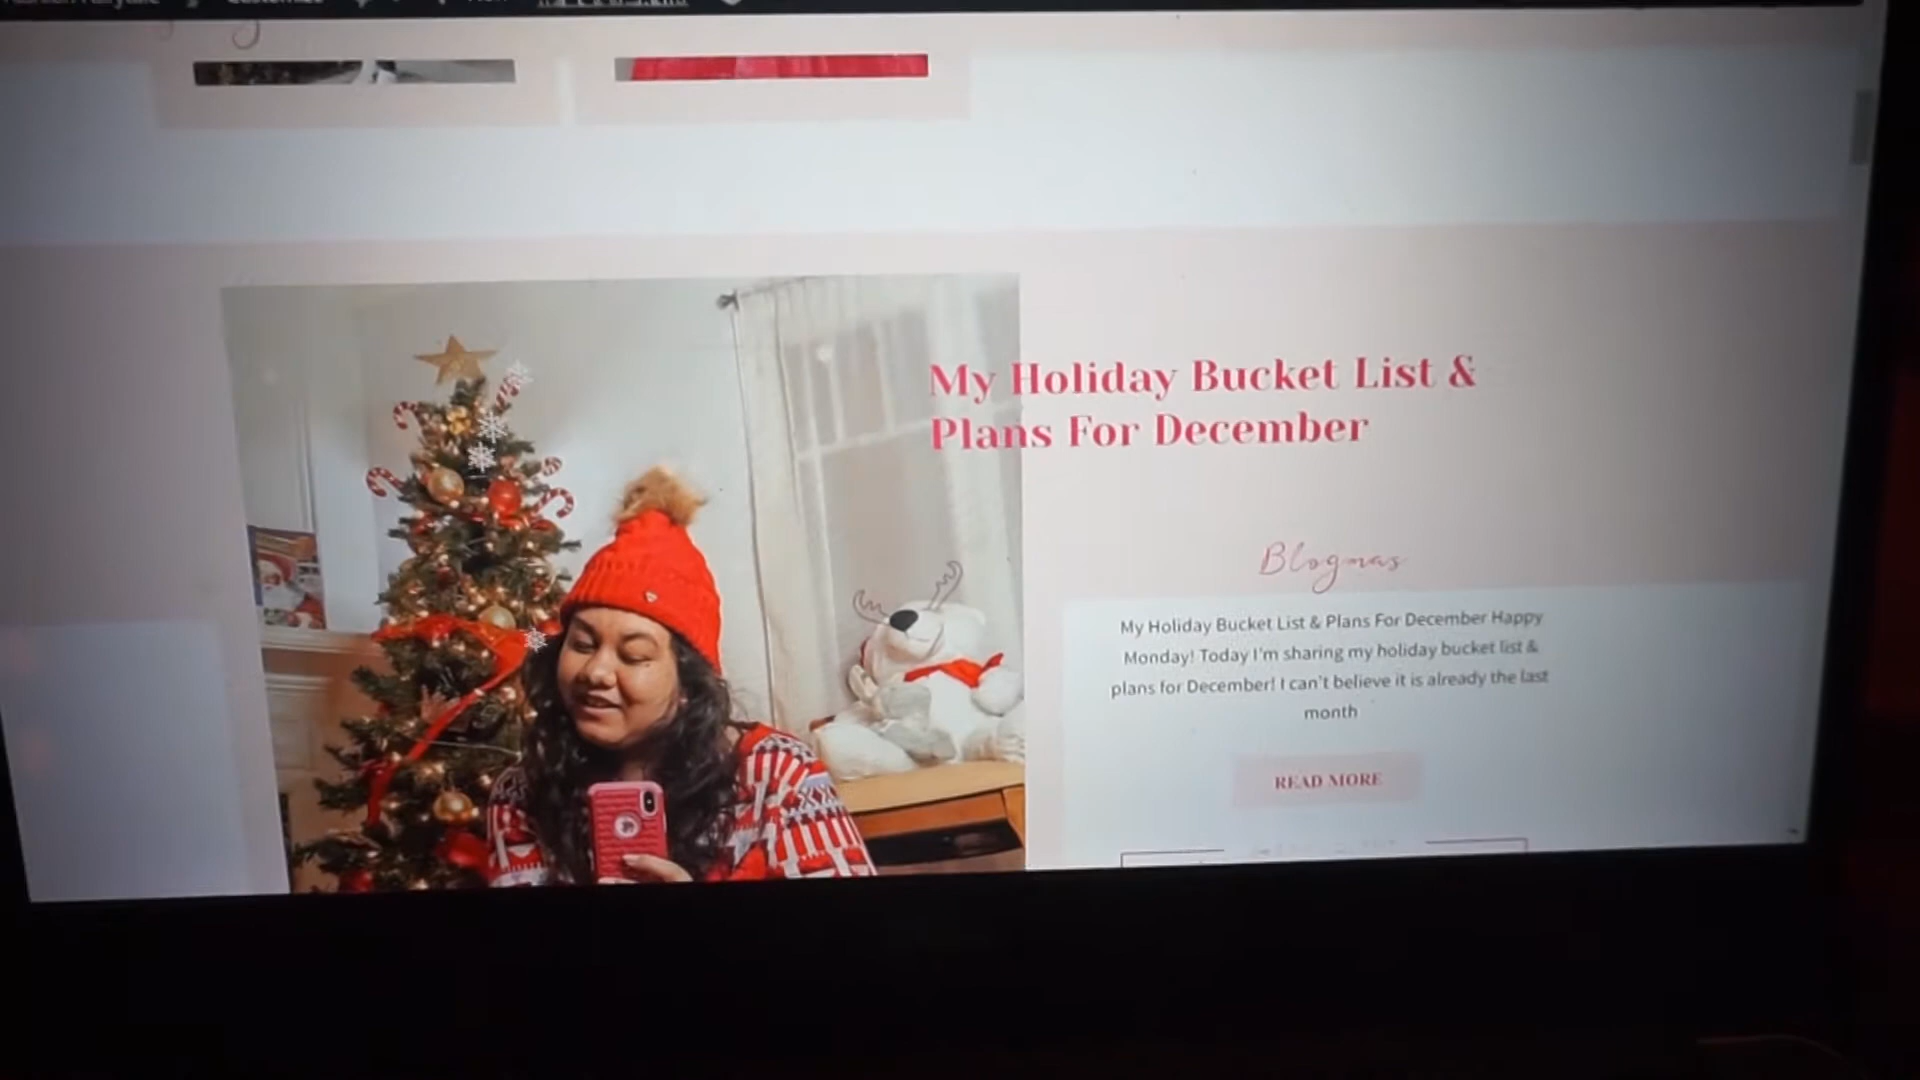 My Holiday Bucket List &
Plans For December
Blogmas
My Holiday Bucket List & Plans For December Happy
Monday! Today I'm sharing my holiday bucket list &
plans for December! I can't believe it is already the last
month
READ MORE